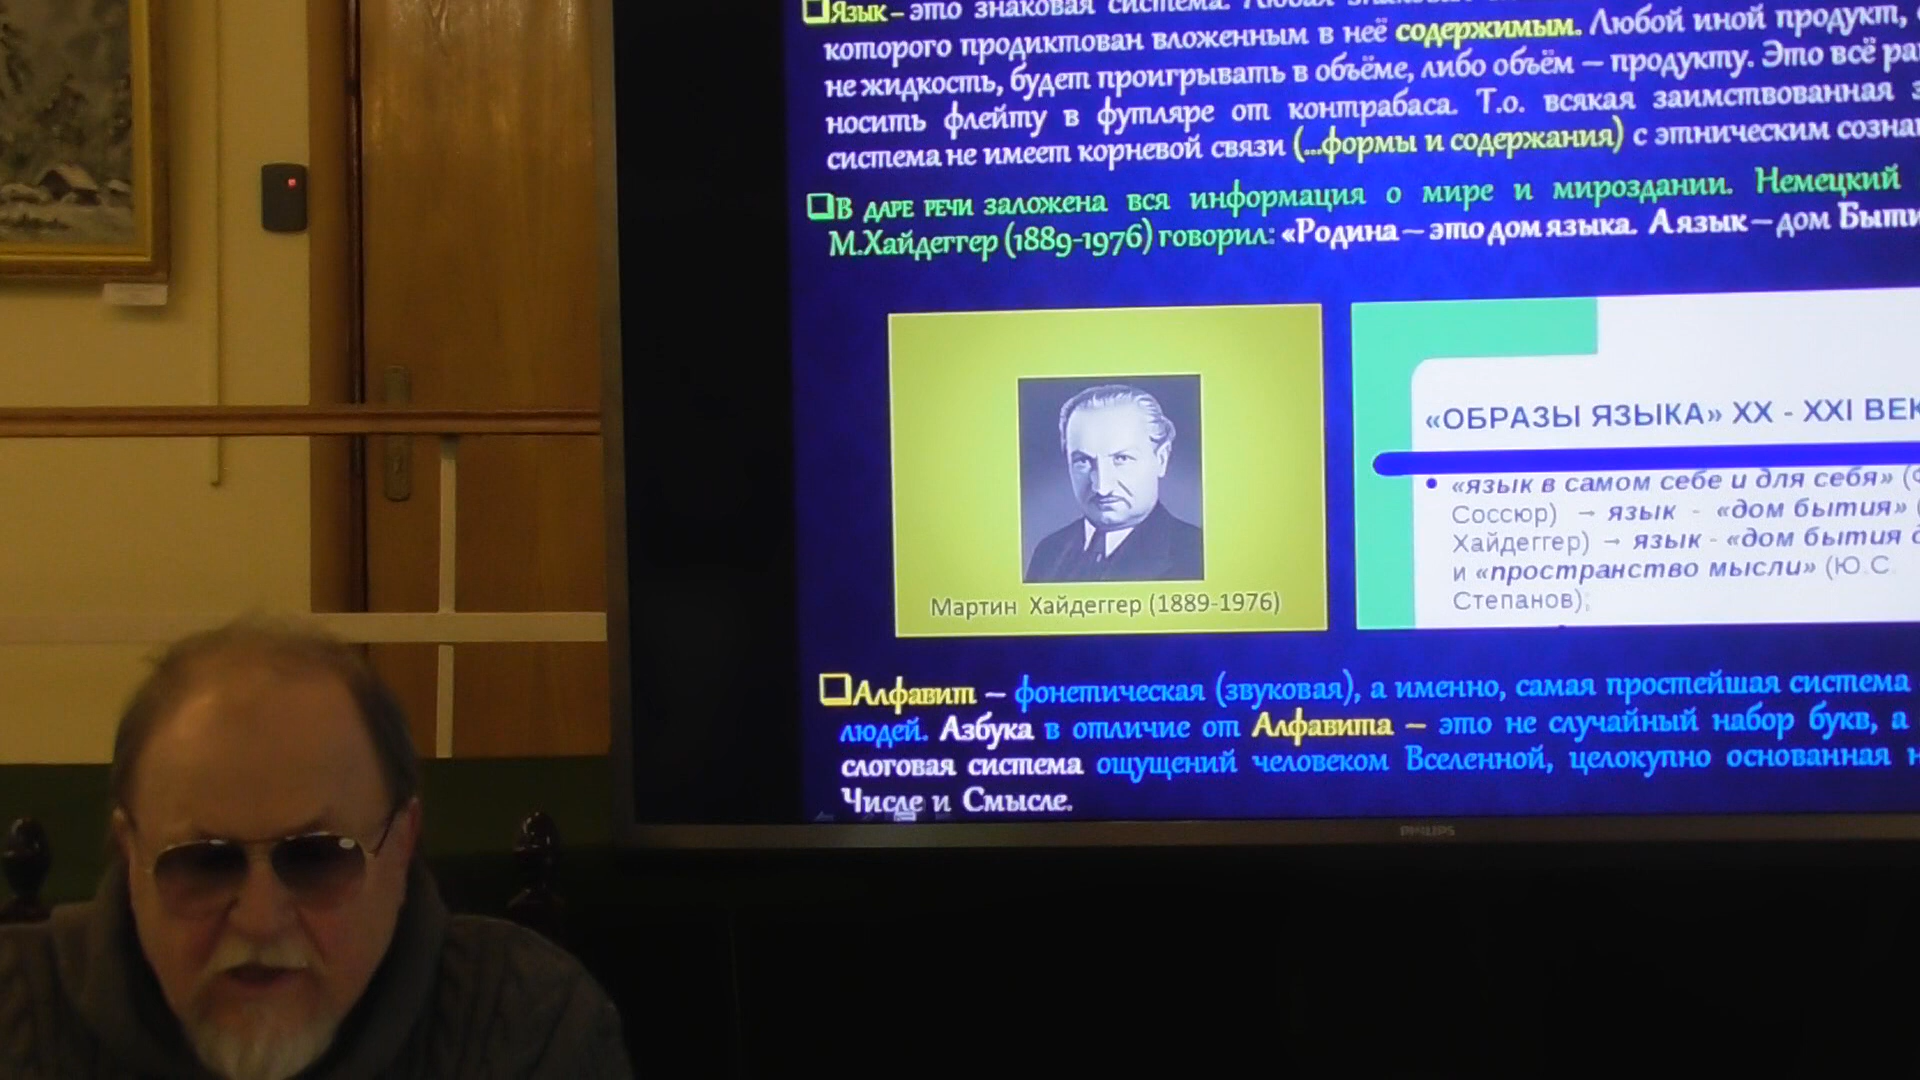 Язык – это знаковая система.
которого продиктован вложенным в неё содержимым. Любой иной продукт,
не жидкость, будет проигрывать в объёме, либо объём – продукту. Это всё
носить флейту в футляре от контрабаса. Т.о. всякая заимствованная
система не имеет корневой связи (...формы и содержания) с этническим
В ДАРЕ РЕЧИ заложена вся информация о мире и мироздании. Немецкий
М.Хайдеггер (1889-1976) говорил: «Родина – это дом языка. А язык – дом
Мартин Хайдеггер (1889-1976)
«ОБРАЗЫ ЯЗЫКА» XX - XXI
• «язык в самом себе и для себя»
Соссюр) → язык - «дом бытия» (
Хайдеггер) → язык - «дом бытия
и «пространство мысли» (Ю.С.
Степанов);
Алфавит – фонетическая (звуковая), а именно, самая простейшая система
людей. Азбука в отличие от Алфавита – это не случайный набор букв, а
слоговая система ощущений человеком Вселенной, целокупно основанная
Числе и Смысле.
PHILIPS